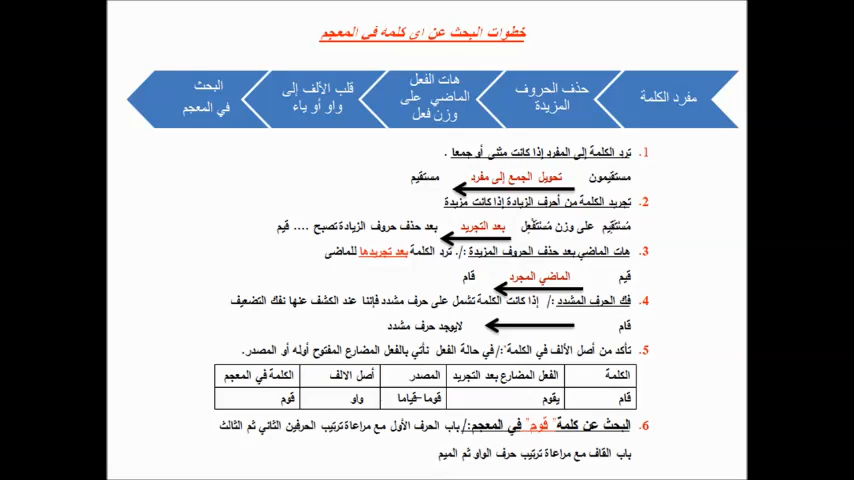 خطوات البحث عن اى كلمة في المعجم
مفرد الكلمة
حذف الحروف المزيدة
هات الفعل الماضي على وزن فعل
قلب الألف إلى واو أو ياء
البحث في المعجم
1. ترد الكلمة إلى المفرد إذا كانت مثنى أو جمعا .
مستقيمون تحويل الجمع إلى مفرد مستقيم
2. تجريد الكلمة من أحرف الزيادة إذا كانت مزيدة
مُستَقِيم على وزن مُستَفْعِل بعد التجريد بعد حذف حروف الزيادة تصبح .... قيم
3. هات الماضي بعد حذف الحروف المزيدة :/. ترد الكلمة بعد تجريدها للماضى
قيم الماضي المجرد قام
4. فك الحرف المشدد :/ إذا كانت الكلمة تشمل على حرف مشدد فإننا عند الكشف عنها نفك التضعيف
قام لايوجد حرف مشدد
5. تأكد من أصل الألف في الكلمة:/ في حالة الفعل نأتي بالفعل المضارع المفتوح أوله أو المصدر.
الكلمة الفعل المضارع بعد التجريد المصدر أصل الالف الكلمة في المعجم
قام يقوم قوما-قياما واو قوم
6. البحث عن كلمة" قوم" في المعجم:/ باب الحرف الأول مع مراعاة ترتيب الحرفين الثاني ثم الثالث
باب القاف مع مراعاة ترتيب حرف الواو ثم الميم